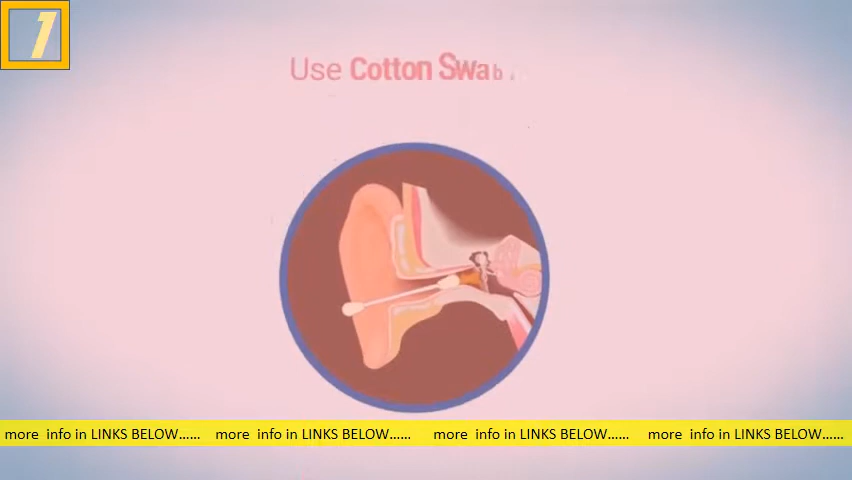 1
Use Cotton Swab
more info in LINKS BELOW...... more info in LINKS BELOW...... more info in LINKS BELOW...... more info in LINKS BELOW......